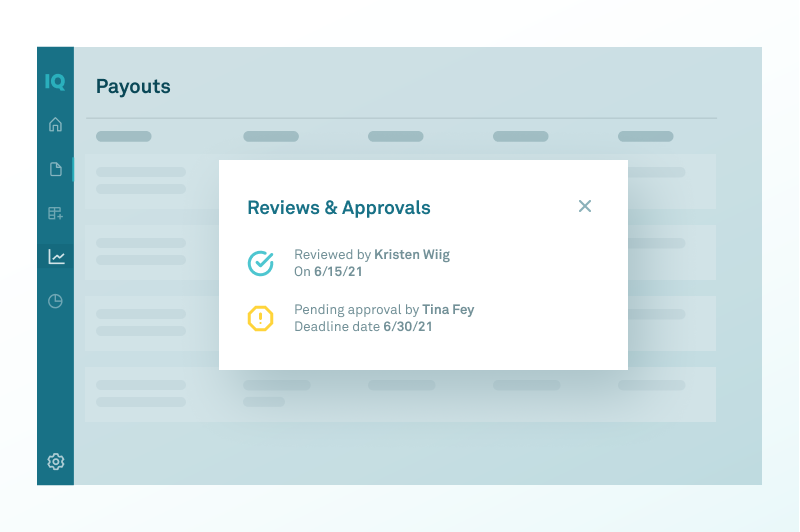 IQ
Payouts
Reviews & Approvals
Reviewed by Kristen Wiig
On 6/15/21
Pending approval by Tina Fey
Deadline date 6/30/21